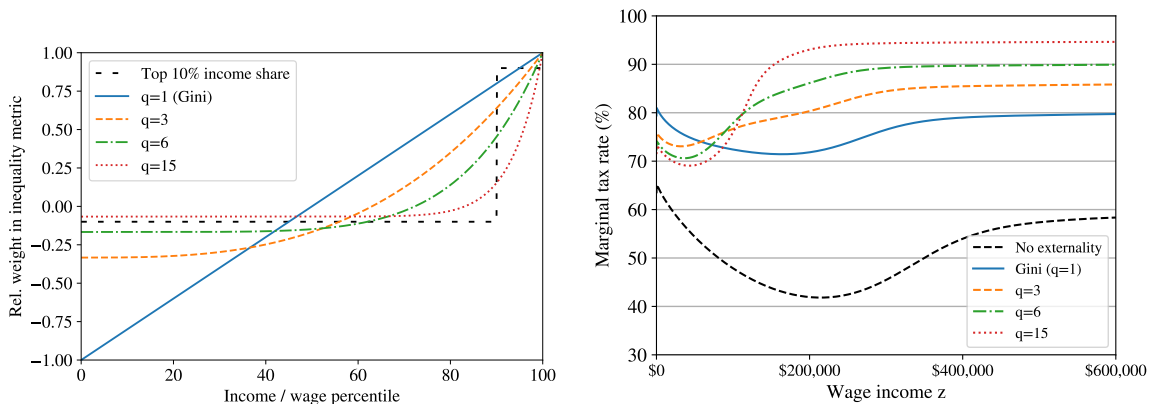 Rel. weight in inequality metric
1.00
0.75
0.50
0.25
0.00
−0.25
−0.50
−0.75
−1.00
Top 10% income share
q=1 (Gini)
q=3
q=6
q=15
0 20 40 60 80 100
Income / wage percentile
Marginal tax rate (%)
100
90
80
70
60
50
40
30
No externality
Gini (q=1)
q=3
q=6
q=15
$0 $200,000 $400,000 $600,000
Wage income z